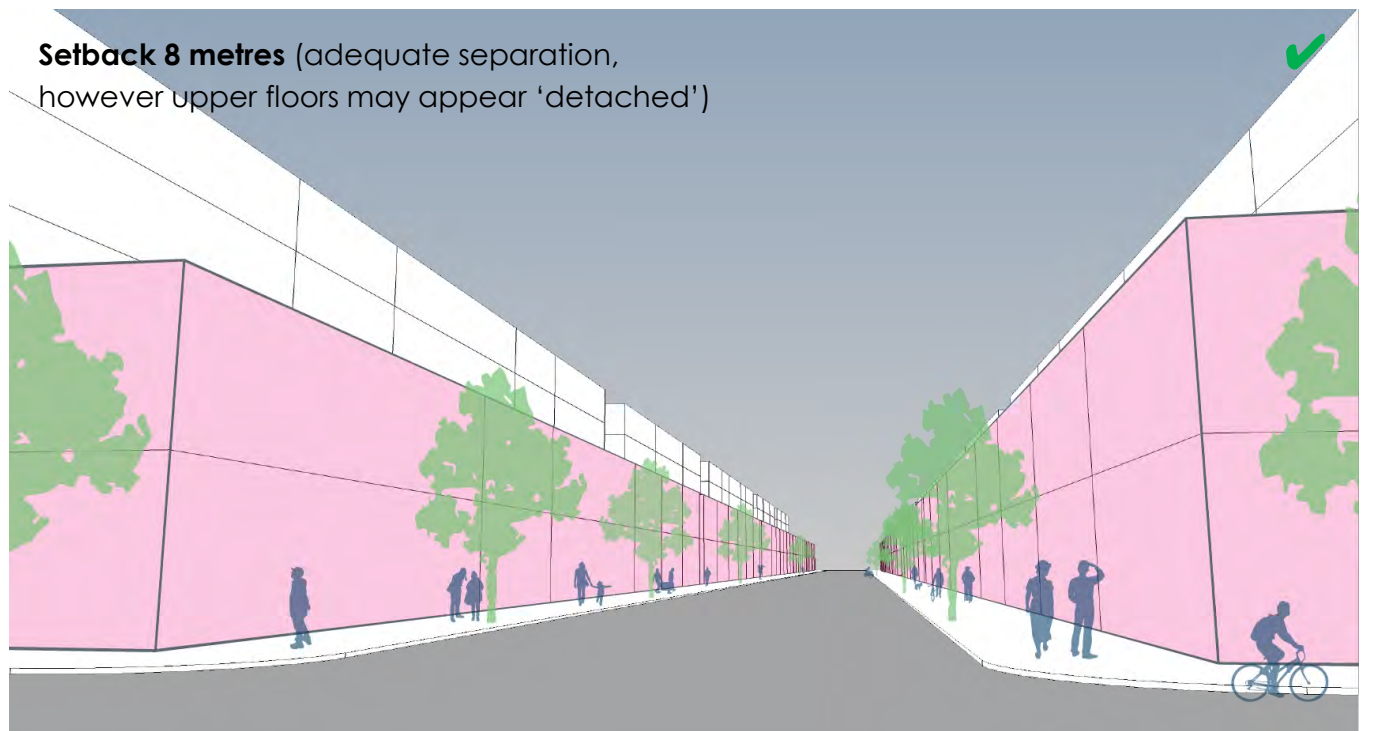 Setback 8 metres (adequate separation,
however upper floors may appear ‘detached’)